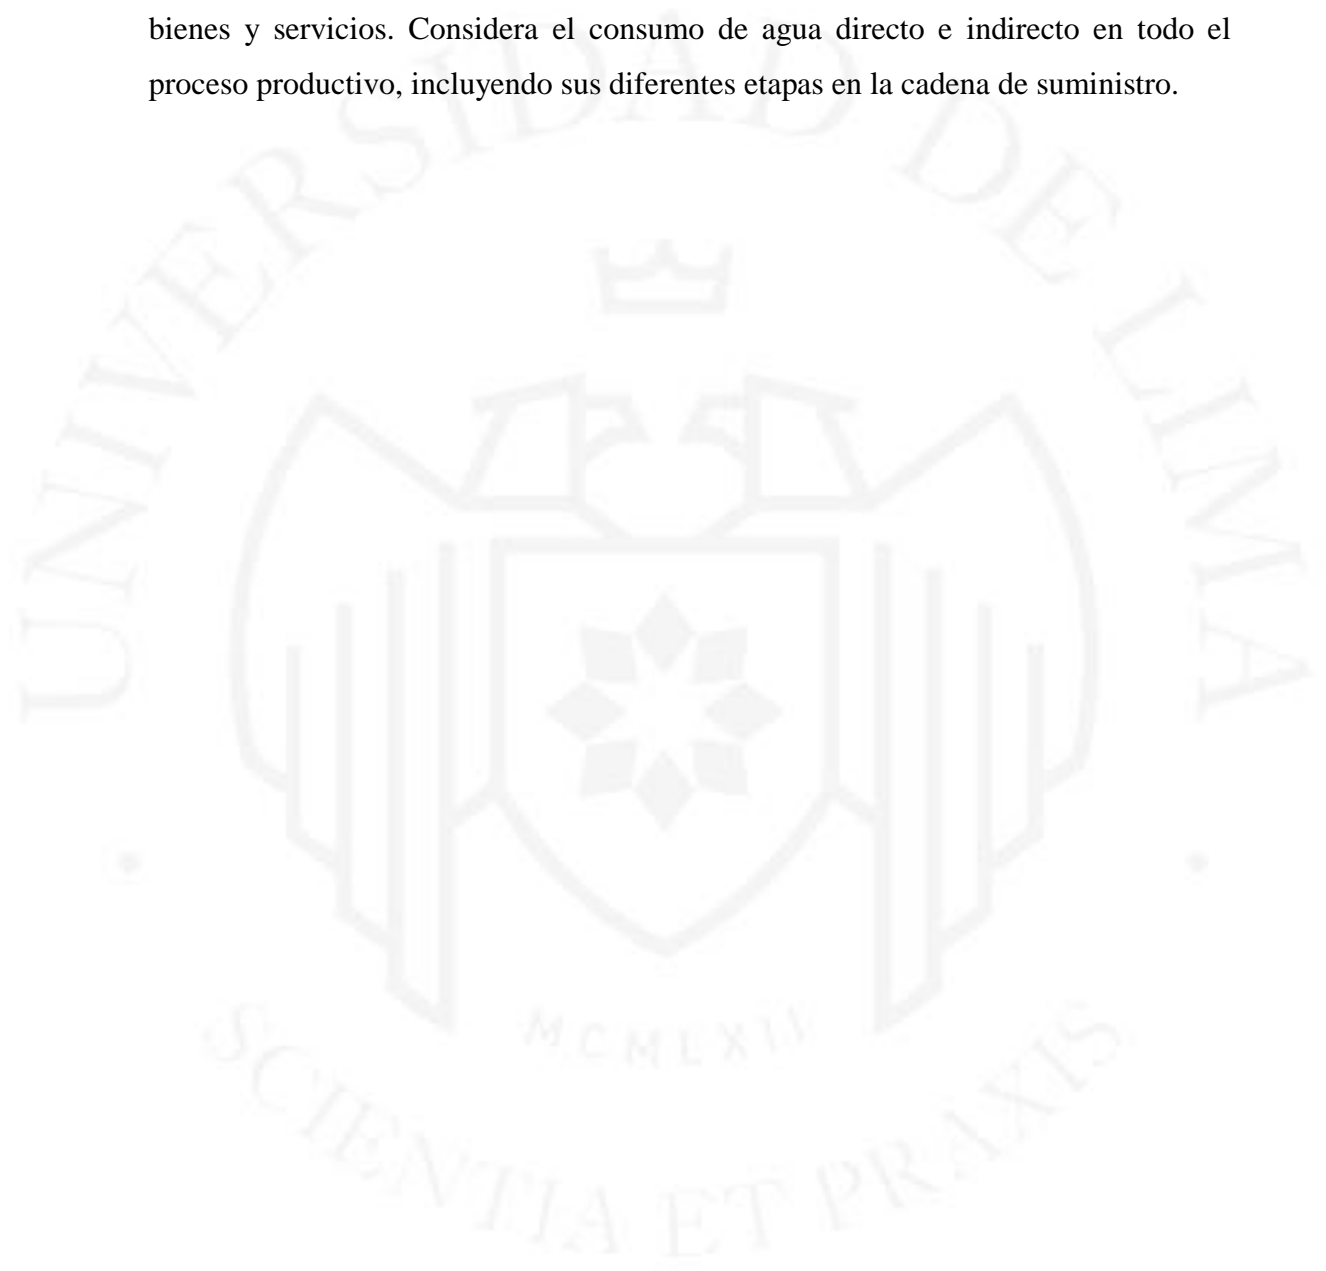 bienes y servicios. Considera el consumo de agua directo e indirecto en todo el
proceso productivo, incluyendo sus diferentes etapas en la cadena de suministro.
UNIVERSIDAD DE LIMA
MCMLXII
SCIENTIA ET PRAXIS